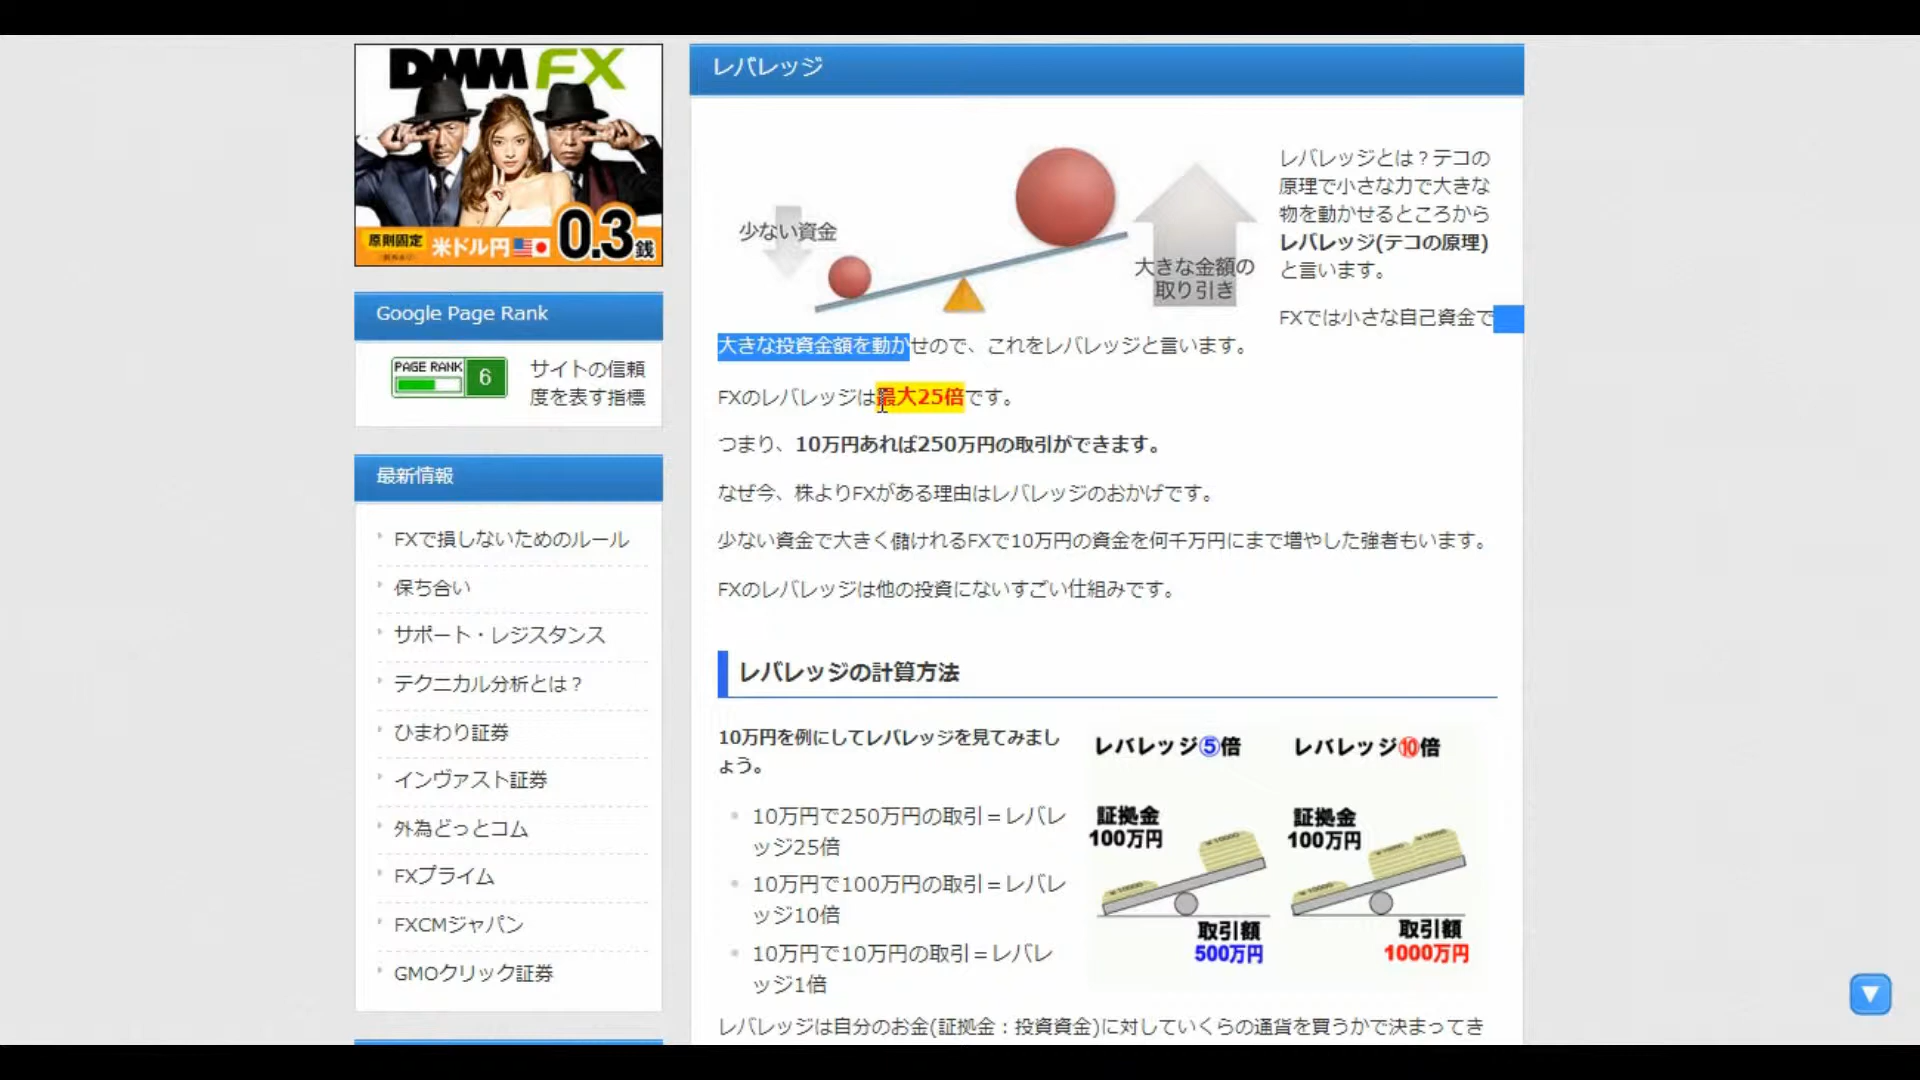 DMM FX
原則固定
米ドル円
0.3銭
Google Page Rank
PAGE RANK
6
サイトの信頼
度を表す指標
最新情報
FXで損しないためのルール
保ち合い
サポート・レジスタンス
テクニカル分析とは？
ひまわり証券
インヴァスト証券
外為どっとコム
FXプライム
FXCMジャパン
GMOクリック証券
レバレッジ
少ない資金
大きな金額の
取り引き
レバレッジとは？テコの
原理で小さな力で大きな
物を動かせるところから
レバレッジ(テコの原理)
と言います。
FXでは小さな自己資金で
大きな投資金額を動かせので、これをレバレッジと言います。
FXのレバレッジは最大25倍です。
つまり、10万円あれば250万円の取引ができます。
なぜ今、株よりFXがある理由はレバレッジのおかげです。
少ない資金で大きく儲けれるFXで10万円の資金を何千万円にまで増やした強者もいます。
FXのレバレッジは他の投資にないすごい仕組みです。
レバレッジの計算方法
10万円を例にしてレバレッジを見てみまし
ょう。
10万円で250万円の取引＝レバレ
ッジ25倍
10万円で100万円の取引＝レバレ
ッジ10倍
10万円で10万円の取引＝レバレ
ッジ1倍
レバレッジ⑤倍
証拠金
100万円
取引額
500万円
レバレッジ⑩倍
証拠金
100万円
取引額
1000万円
レバレッジは自分のお金(証拠金：投資資金)に対していくらの通貨を買うかで決まってき